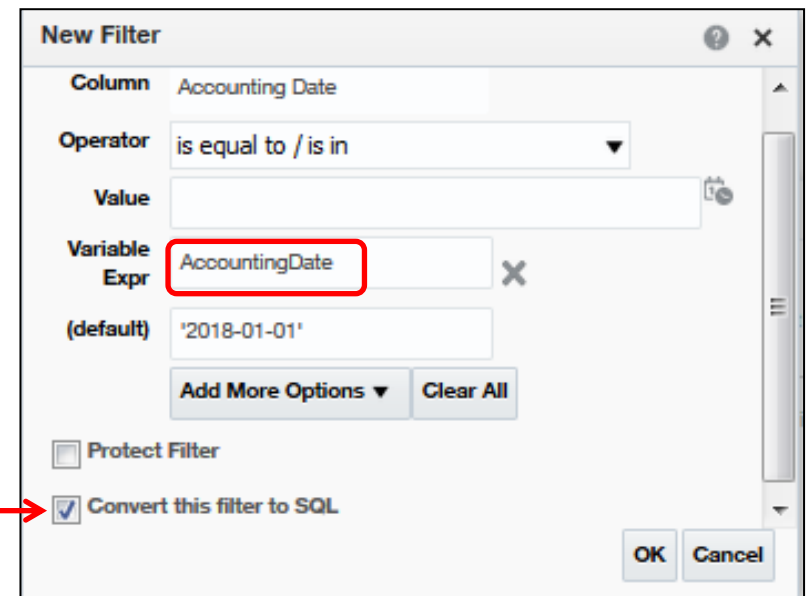 New Filter
Column Accounting Date
Operator is equal to / is in
Value
Variable Expr AccountingDate
(default) '2018-01-01'
Add More Options Clear All
Protect Filter
Convert this filter to SQL
OK Cancel